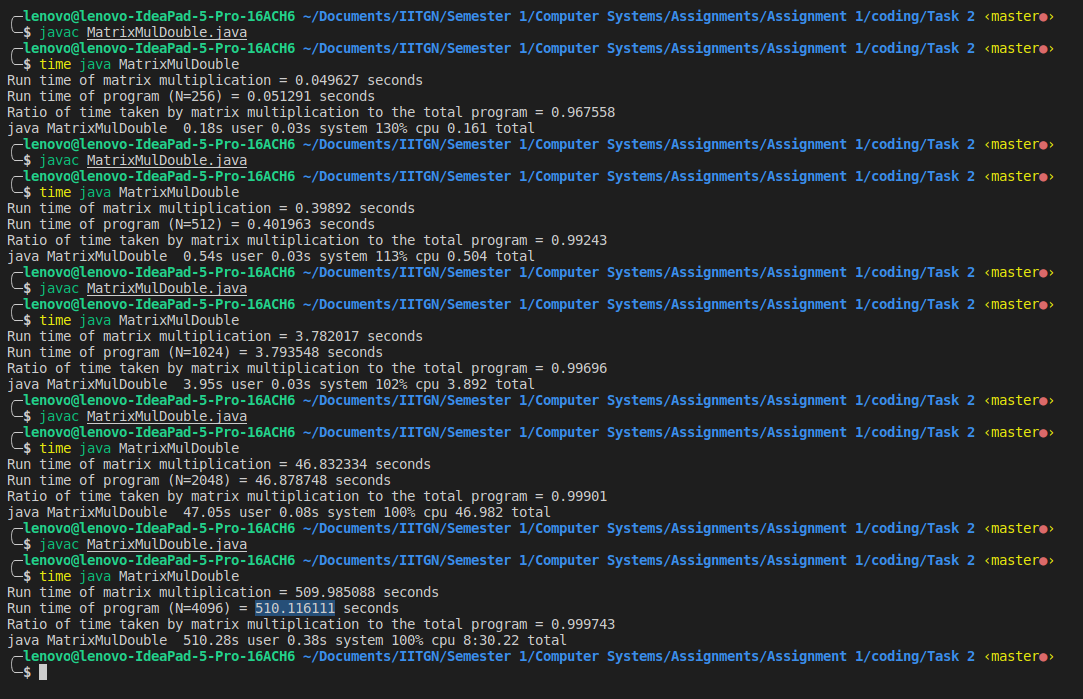 ╭─lenovo@lenovo-IdeaPad-5-Pro-16ACH6 ~/Documents/IITGN/Semester 1/Computer Systems/Assignments/Assignment 1/coding/Task 2 ‹master●›
╰─$ javac MatrixMulDouble.java
╭─lenovo@lenovo-IdeaPad-5-Pro-16ACH6 ~/Documents/IITGN/Semester 1/Computer Systems/Assignments/Assignment 1/coding/Task 2 ‹master●›
╰─$ time java MatrixMulDouble
Run time of matrix multiplication = 0.049627 seconds
Run time of program (N=256) = 0.051291 seconds
Ratio of time taken by matrix multiplication to the total program = 0.967558
java MatrixMulDouble  0.18s user 0.03s system 130% cpu 0.161 total
╭─lenovo@lenovo-IdeaPad-5-Pro-16ACH6 ~/Documents/IITGN/Semester 1/Computer Systems/Assignments/Assignment 1/coding/Task 2 ‹master●›
╰─$ javac MatrixMulDouble.java
╭─lenovo@lenovo-IdeaPad-5-Pro-16ACH6 ~/Documents/IITGN/Semester 1/Computer Systems/Assignments/Assignment 1/coding/Task 2 ‹master●›
╰─$ time java MatrixMulDouble
Run time of matrix multiplication = 0.39892 seconds
Run time of program (N=512) = 0.401963 seconds
Ratio of time taken by matrix multiplication to the total program = 0.99243
java MatrixMulDouble  0.54s user 0.03s system 113% cpu 0.504 total
╭─lenovo@lenovo-IdeaPad-5-Pro-16ACH6 ~/Documents/IITGN/Semester 1/Computer Systems/Assignments/Assignment 1/coding/Task 2 ‹master●›
╰─$ javac MatrixMulDouble.java
╭─lenovo@lenovo-IdeaPad-5-Pro-16ACH6 ~/Documents/IITGN/Semester 1/Computer Systems/Assignments/Assignment 1/coding/Task 2 ‹master●›
╰─$ time java MatrixMulDouble
Run time of matrix multiplication = 3.782017 seconds
Run time of program (N=1024) = 3.793548 seconds
Ratio of time taken by matrix multiplication to the total program = 0.99696
java MatrixMulDouble  3.95s user 0.03s system 102% cpu 3.892 total
╭─lenovo@lenovo-IdeaPad-5-Pro-16ACH6 ~/Documents/IITGN/Semester 1/Computer Systems/Assignments/Assignment 1/coding/Task 2 ‹master●›
╰─$ javac MatrixMulDouble.java
╭─lenovo@lenovo-IdeaPad-5-Pro-16ACH6 ~/Documents/IITGN/Semester 1/Computer Systems/Assignments/Assignment 1/coding/Task 2 ‹master●›
╰─$ time java MatrixMulDouble
Run time of matrix multiplication = 46.832334 seconds
Run time of program (N=2048) = 46.878748 seconds
Ratio of time taken by matrix multiplication to the total program = 0.99901
java MatrixMulDouble  47.05s user 0.08s system 100% cpu 46.982 total
╭─lenovo@lenovo-IdeaPad-5-Pro-16ACH6 ~/Documents/IITGN/Semester 1/Computer Systems/Assignments/Assignment 1/coding/Task 2 ‹master●›
╰─$ javac MatrixMulDouble.java
╭─lenovo@lenovo-IdeaPad-5-Pro-16ACH6 ~/Documents/IITGN/Semester 1/Computer Systems/Assignments/Assignment 1/coding/Task 2 ‹master●›
╰─$ time java MatrixMulDouble
Run time of matrix multiplication = 509.985088 seconds
Run time of program (N=4096) = 510.116111 seconds
Ratio of time taken by matrix multiplication to the total program = 0.999743
java MatrixMulDouble  510.28s user 0.38s system 100% cpu 8:30.22 total
╭─lenovo@lenovo-IdeaPad-5-Pro-16ACH6 ~/Documents/IITGN/Semester 1/Computer Systems/Assignments/Assignment 1/coding/Task 2 ‹master●›
╰─$